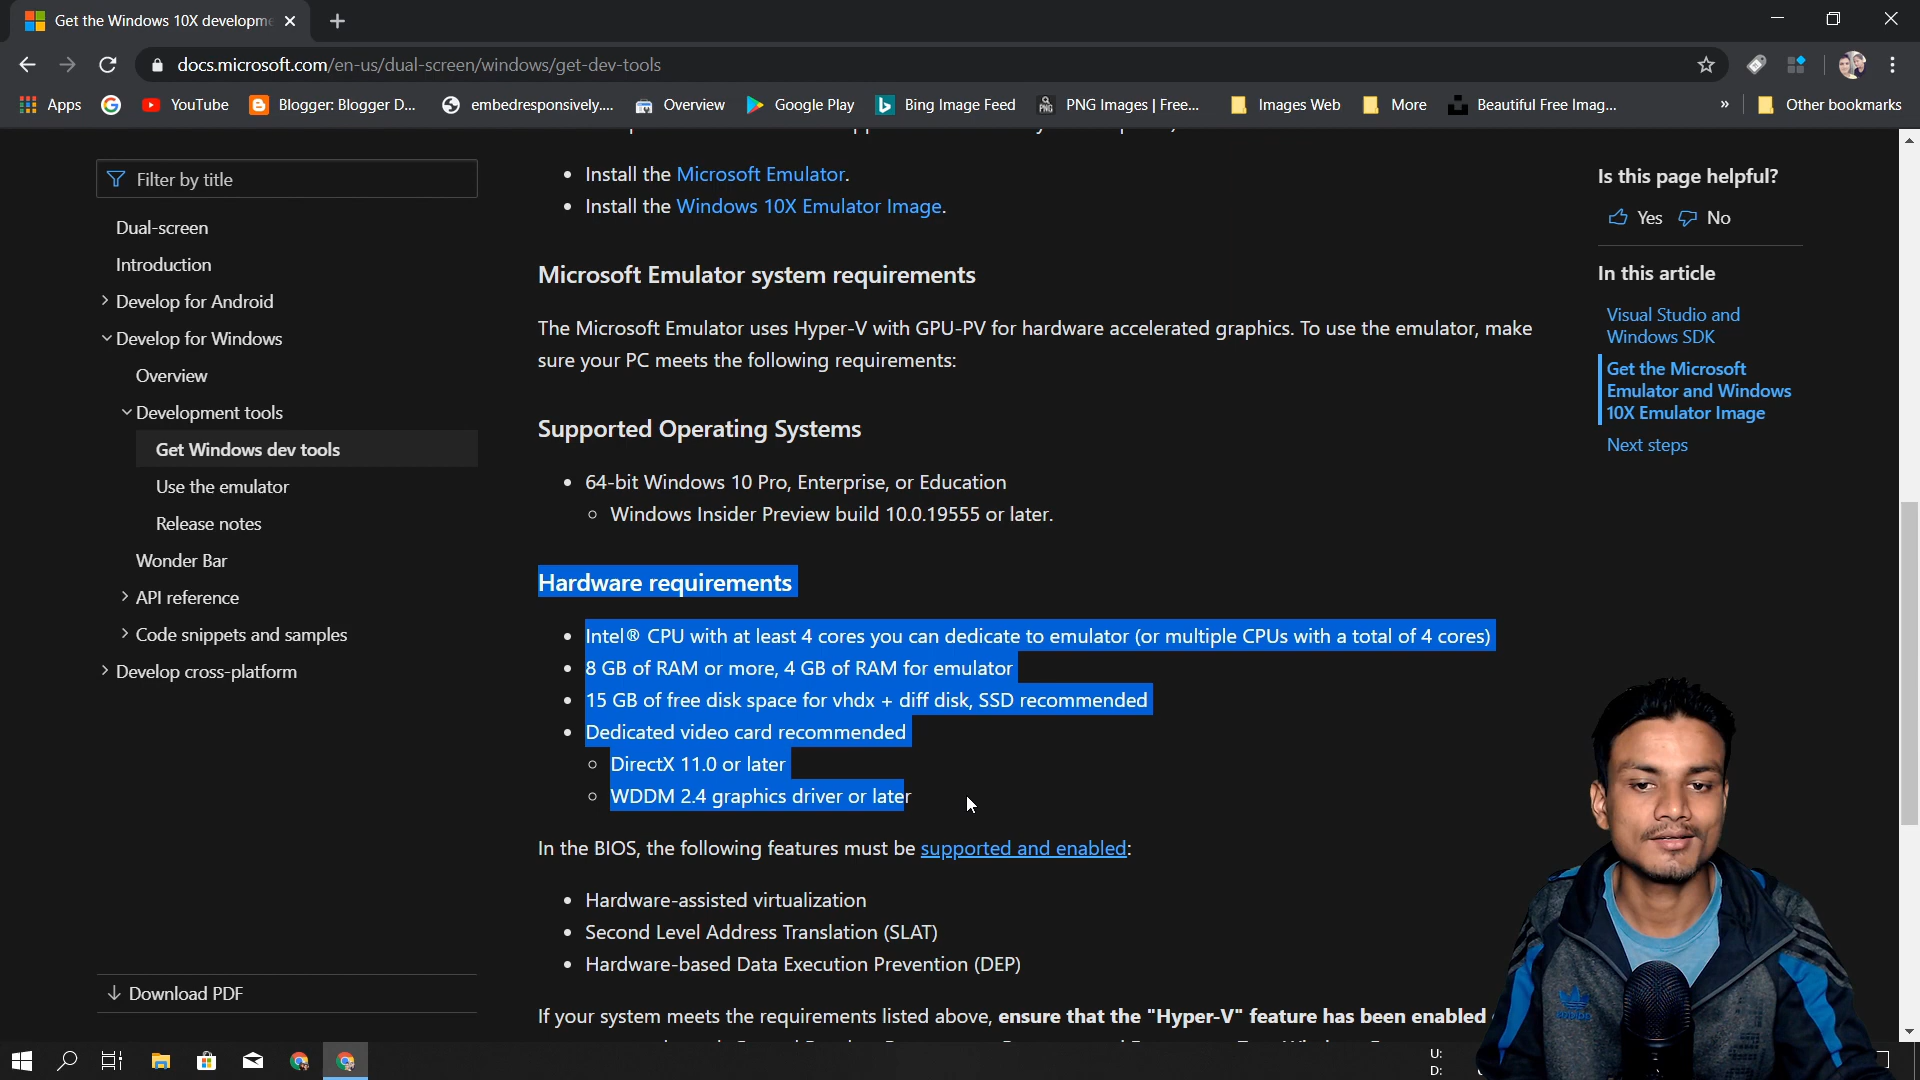 Get the Windows 10X developme
docs.microsoft.com/en-us/dual-screen/windows/get-dev-tools
Apps
YouTube
Blogger: Blogger D...
embedresponsively....
Overview
Google Play
Bing Image Feed
PNG Images | Free...
Images Web
More
Beautiful Free Imag...
»
Other bookmarks
Filter by title
Dual-screen
Introduction
Develop for Android
Develop for Windows
Overview
Development tools
Get Windows dev tools
Use the emulator
Release notes
Wonder Bar
API reference
Code snippets and samples
Develop cross-platform
Download PDF
Install the Microsoft Emulator.
Install the Windows 10X Emulator Image.
Microsoft Emulator system requirements
The Microsoft Emulator uses Hyper-V with GPU-PV for hardware accelerated graphics. To use the emulator, make
sure your PC meets the following requirements:
Supported Operating Systems
64-bit Windows 10 Pro, Enterprise, or Education
Windows Insider Preview build 10.0.19555 or later.
Hardware requirements
Intel® CPU with at least 4 cores you can dedicate to emulator (or multiple CPUs with a total of 4 cores)
8 GB of RAM or more, 4 GB of RAM for emulator
15 GB of free disk space for vhdx + diff disk, SSD recommended
Dedicated video card recommended
DirectX 11.0 or later
WDDM 2.4 graphics driver or later
In the BIOS, the following features must be supported and enabled:
Hardware-assisted virtualization
Second Level Address Translation (SLAT)
Hardware-based Data Execution Prevention (DEP)
If your system meets the requirements listed above, ensure that the "Hyper-V" feature has been enabled
Is this page helpful?
Yes
No
In this article
Visual Studio and
Windows SDK
Get the Microsoft
Emulator and Windows
10X Emulator Image
Next steps
U:
D:
adidas